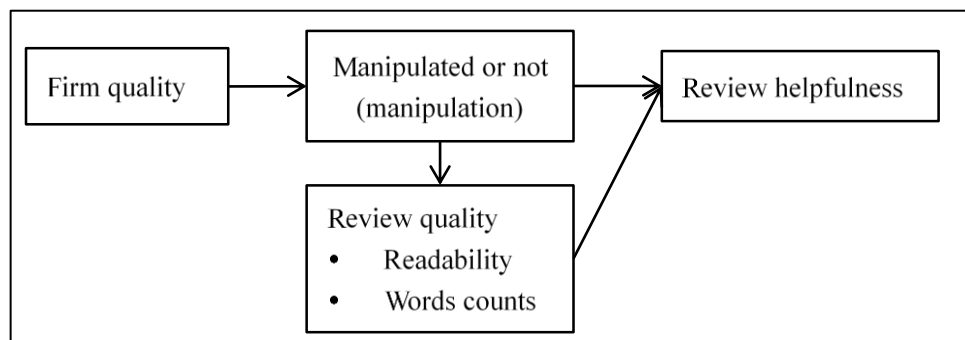 Firm quality
Manipulated or not
(manipulation)
Review helpfulness
Review quality
• Readability
• Words counts